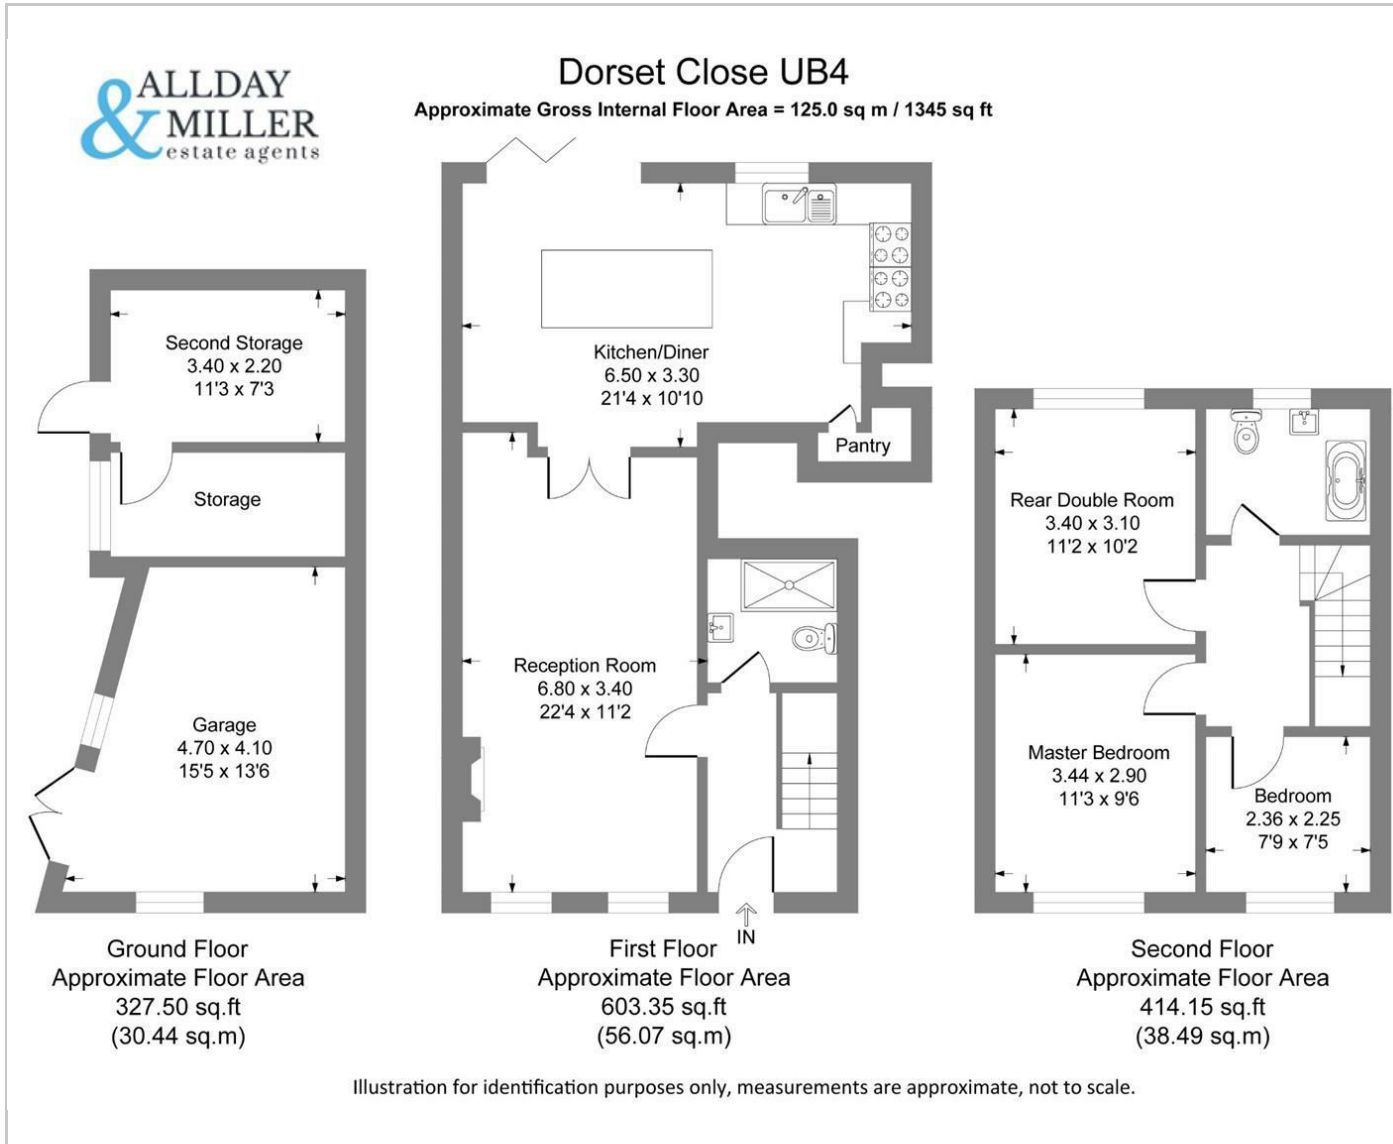 ALLDAY
& MILLER
estate agents
Dorset Close UB4
Approximate Gross Internal Floor Area = 125.0 sq m / 1345 sq ft
Second Storage
3.40 x 2.20
11'3 x 7'3
Storage
Garage
4.70 x 4.10
15'5 x 13'6
Ground Floor
Approximate Floor Area
327.50 sq.ft
(30.44 sq.m)
Kitchen/Diner
6.50 x 3.30
21'4 x 10'10
Pantry
Reception Room
6.80 x 3.40
22'4 x 11'2
IN
First Floor
Approximate Floor Area
603.35 sq.ft
(56.07 sq.m)
Rear Double Room
3.40 x 3.10
11'2 x 10'2
Master Bedroom
3.44 x 2.90
11'3 x 9'6
Bedroom
2.36 x 2.25
7'9 x 7'5
Second Floor
Approximate Floor Area
414.15 sq.ft
(38.49 sq.m)
Illustration for identification purposes only, measurements are approximate, not to scale.